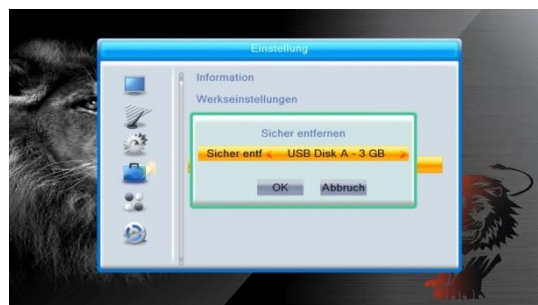 Einstellung
Information
Werkseinstellungen
Sicher entfernen
Sicher entf USB Disk A - 3 GB
OK Abbruch